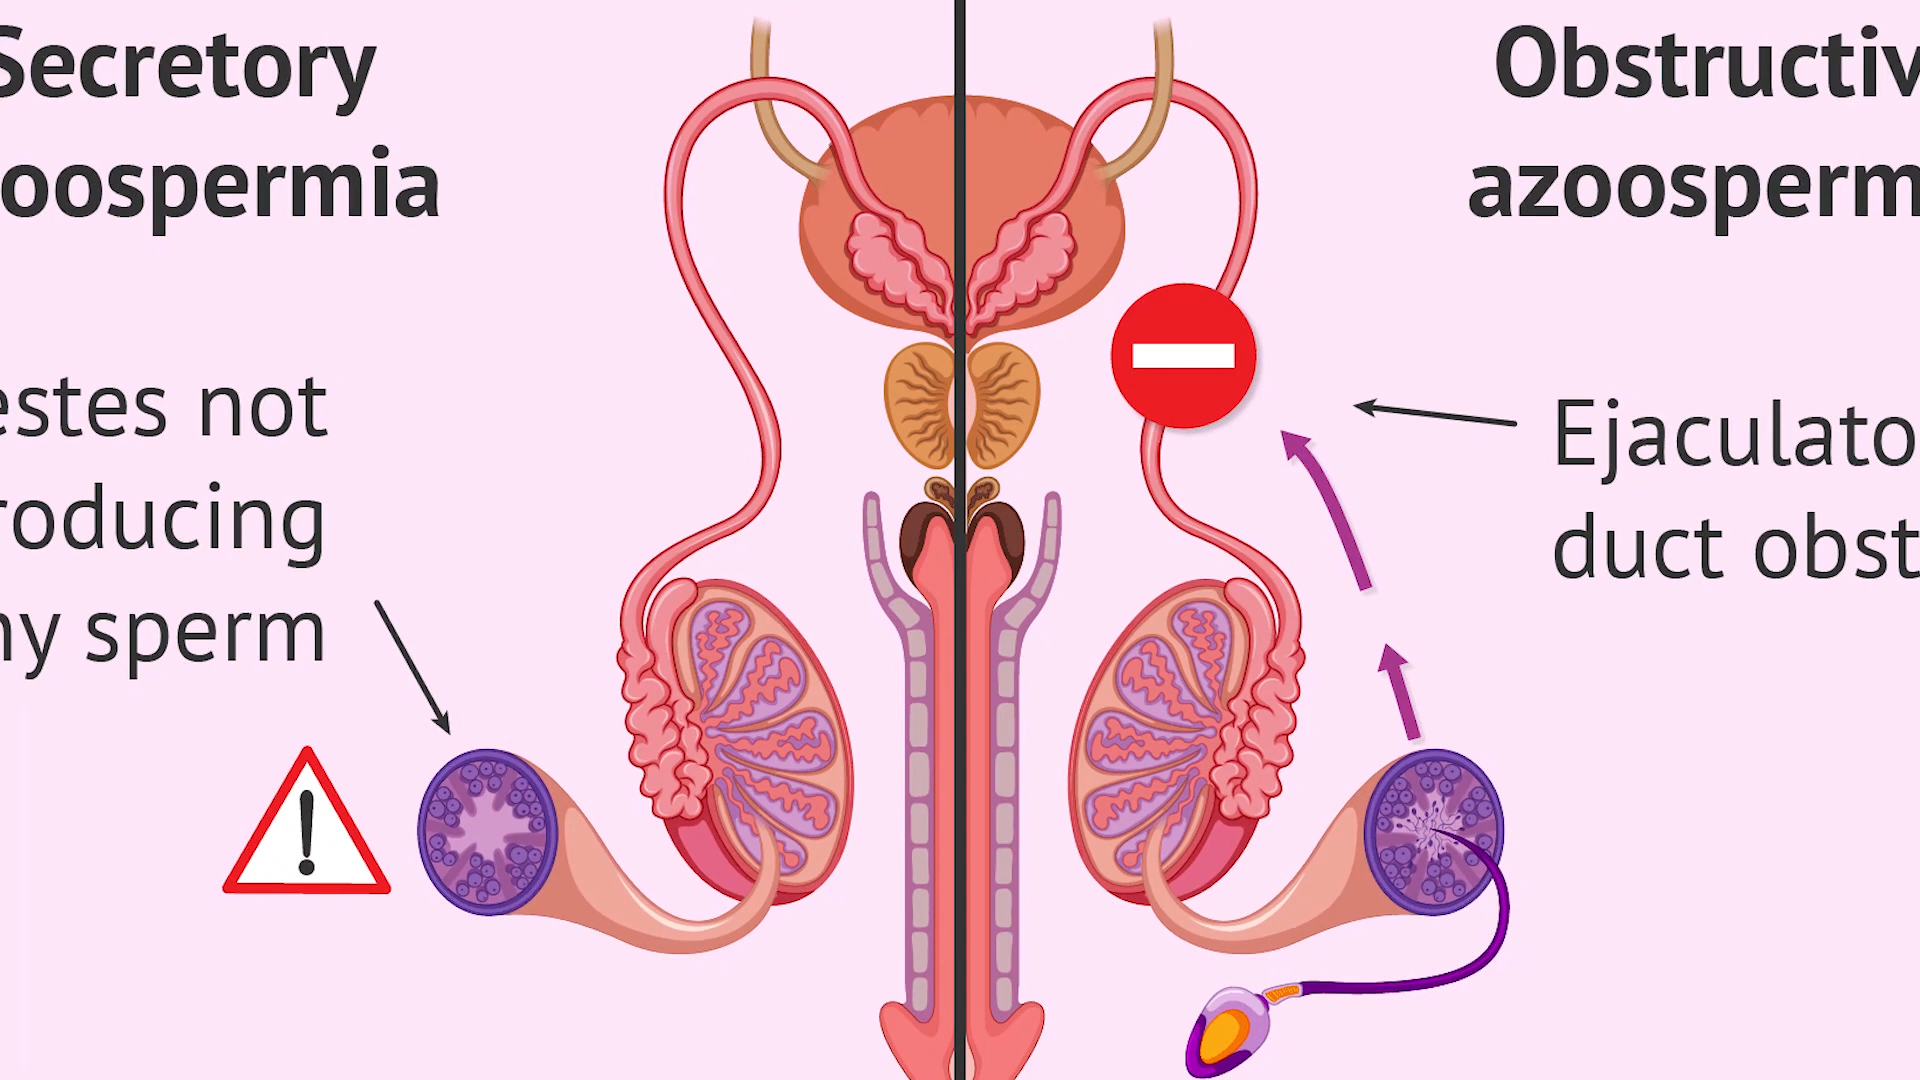 Secretory
oospermia
estes not
roducing
ny sperm
Obstructiv
azoosperm
Ejaculato
duct obst